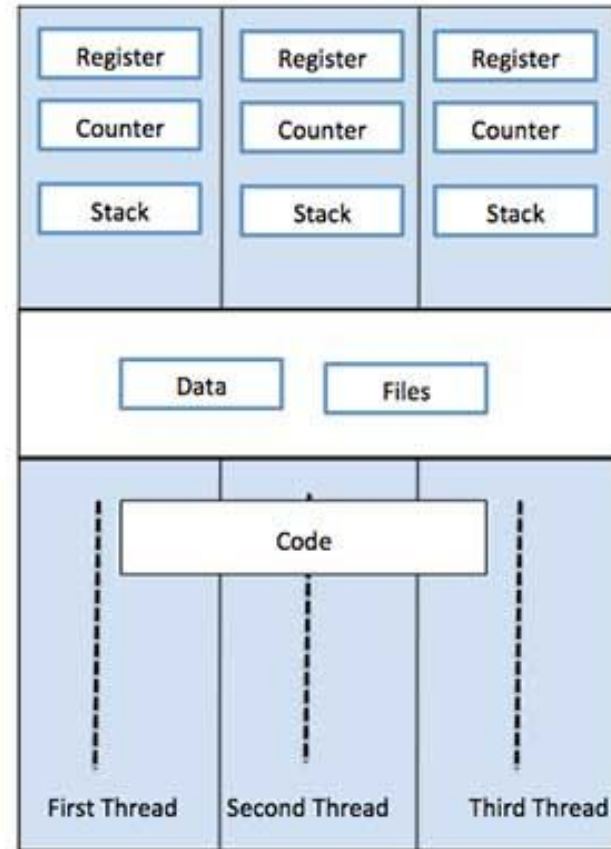 Register Register Register
Counter Counter Counter
Stack Stack Stack
Data Files
Code
First Thread Second Thread Third Thread